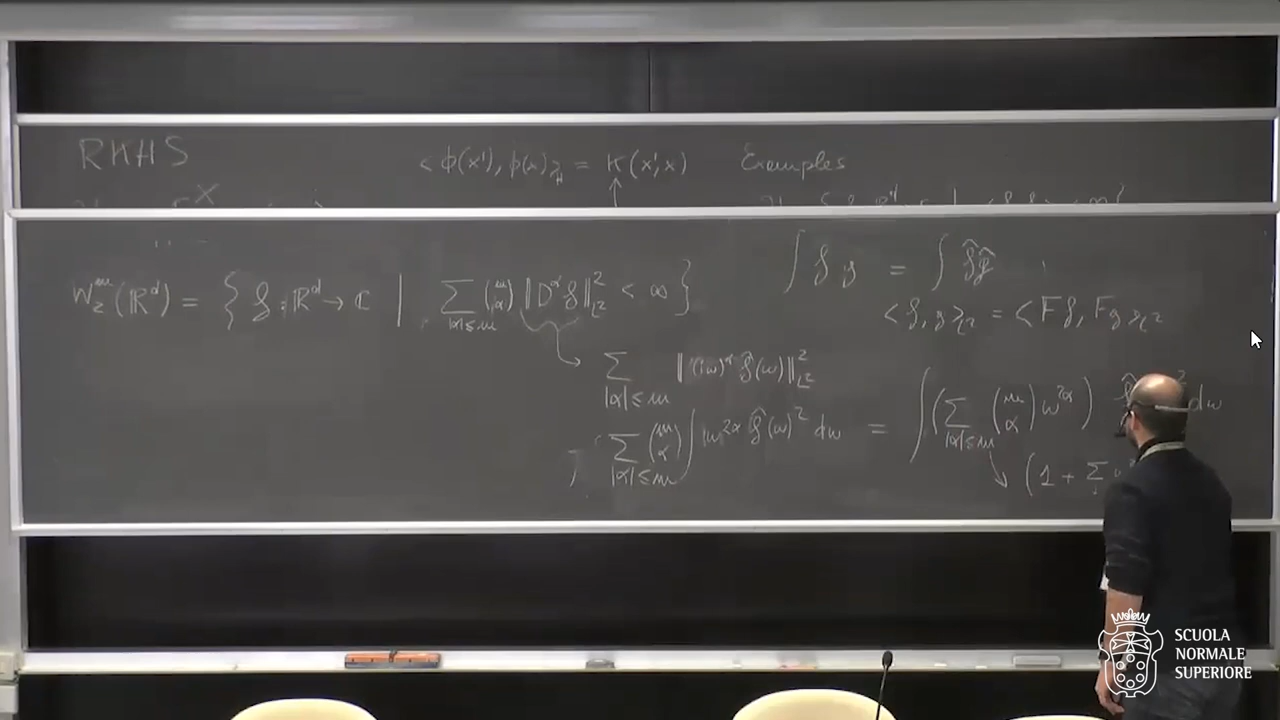 RKHS
< ϕ(x'), ϕ(x) >_H = K(x',x)
Examples
W_2^m(ℝ^d) = { f : ℝ^d → ℂ | Σ_{|α|≤m} (m α) ‖D^α f‖²_{L²} < ∞ }
∫ f g = ∫ f̂ ĝ
< f, g >_{L²} = < Ff, Fg >_{L²}
Σ_{|α|≤m} ‖(iω)^α f̂(ω)‖²_{L²}
Σ_{|α|≤m} (m α) ∫ ω^{2α} f̂(ω)² dω = ∫ ( Σ_{|α|≤m} (m α) ω^{2α} ) dω
↘ (1 + Σ
SCUOLA
NORMALE
SUPERIORE